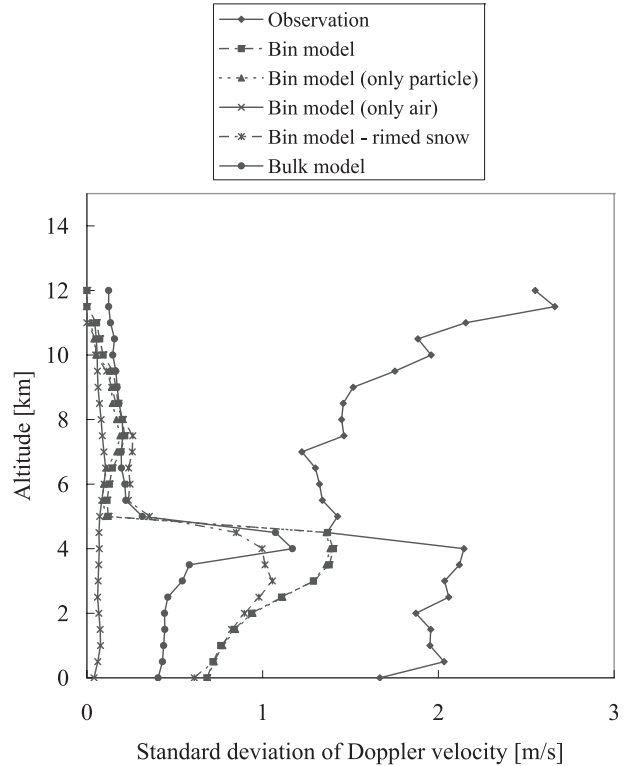 Observation
Bin model
Bin model (only particle)
Bin model (only air)
Bin model - rimed snow
Bulk model
14
12
10
8
6
4
2
0
Altitude [km]
0 1 2 3
Standard deviation of Doppler velocity [m/s]